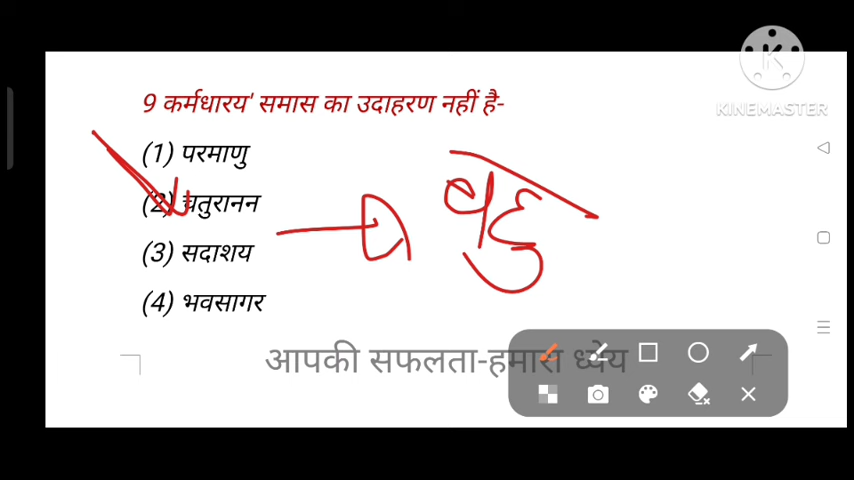 KINEMASTER
9 कर्मधारय' समास का उदाहरण नहीं है-
(1) परमाणु
(2) चतुरानन
(3) सदाशय
(4) भवसागर
बहु
आपकी सफलता-हमारा ध्येय